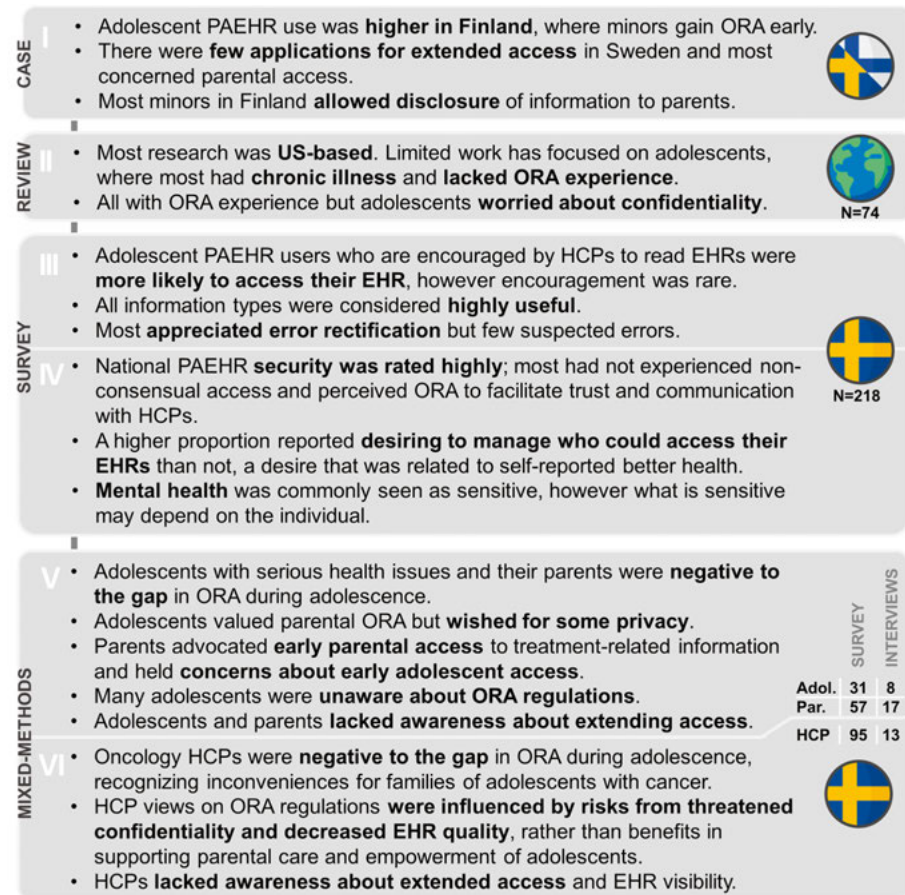 CASE
I
• Adolescent PAEHR use was higher in Finland, where minors gain ORA early.
• There were few applications for extended access in Sweden and most
concerned parental access.
• Most minors in Finland allowed disclosure of information to parents.
REVIEW
II
• Most research was US-based. Limited work has focused on adolescents,
where most had chronic illness and lacked ORA experience.
• All with ORA experience but adolescents worried about confidentiality.
N=74
SURVEY
III
• Adolescent PAEHR users who are encouraged by HCPs to read EHRs were
more likely to access their EHR, however encouragement was rare.
• All information types were considered highly useful.
• Most appreciated error rectification but few suspected errors.
IV
• National PAEHR security was rated highly; most had not experienced non-
consensual access and perceived ORA to facilitate trust and communication
with HCPs.
• A higher proportion reported desiring to manage who could access their
EHRs than not, a desire that was related to self-reported better health.
• Mental health was commonly seen as sensitive, however what is sensitive
may depend on the individual.
N=218
MIXED-METHODS
V
• Adolescents with serious health issues and their parents were negative to
the gap in ORA during adolescence.
• Adolescents valued parental ORA but wished for some privacy.
• Parents advocated early parental access to treatment-related information
and held concerns about early adolescent access.
• Many adolescents were unaware about ORA regulations.
• Adolescents and parents lacked awareness about extending access.
SURVEY
INTERVIEWS
Adol. 31 8
Par. 57 17
HCP 95 13
VI
• Oncology HCPs were negative to the gap in ORA during adolescence,
recognizing inconveniences for families of adolescents with cancer.
• HCP views on ORA regulations were influenced by risks from threatened
confidentiality and decreased EHR quality, rather than benefits in
supporting parental care and empowerment of adolescents.
• HCPs lacked awareness about extended access and EHR visibility.